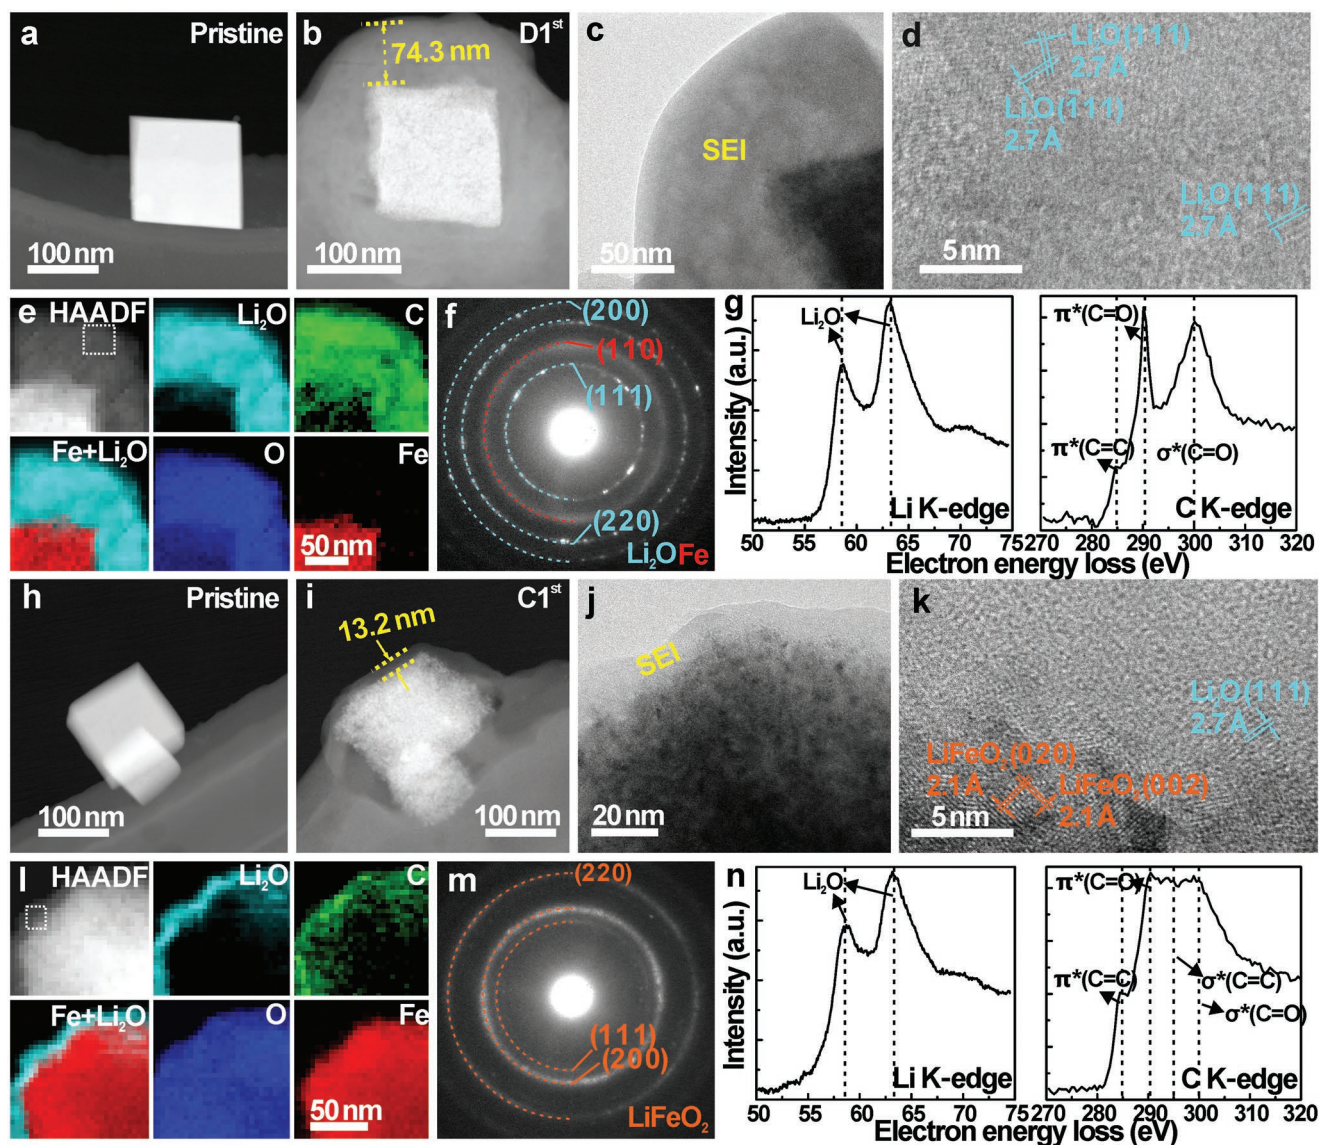 a Pristine
100 nm
b D1st
74.3 nm
100 nm
c
SEI
50 nm
d
Li2O(111)
2.7 Å
Li2O(1̅11)
2.7 Å
Li2O(111)
2.7 Å
5 nm
e HAADF
Li2O
C
Fe+Li2O
O
Fe
50 nm
f
(200)
(110)
(111)
(220)
Li2O Fe
g
Li2O
Intensity (a.u.)
Li K-edge
50 55 60 65 70 75
π*(C=O)
π*(C=C)
σ*(C=O)
C K-edge
270 280 290 300 310 320
Electron energy loss (eV)
h Pristine
100 nm
i C1st
13.2 nm
100 nm
j
SEI
20 nm
k
Li2O(111)
2.7 Å
LiFeO2(020)
2.1 Å
LiFeO2(002)
2.1 Å
5 nm
l HAADF
Li2O
C
Fe+Li2O
O
Fe
50 nm
m
(220)
(111)
(200)
LiFeO2
n
Li2O
Intensity (a.u.)
Li K-edge
50 55 60 65 70 75
π*(C=O)
π*(C=C)
σ*(C=C)
σ*(C=O)
C K-edge
270 280 290 300 310 320
Electron energy loss (eV)